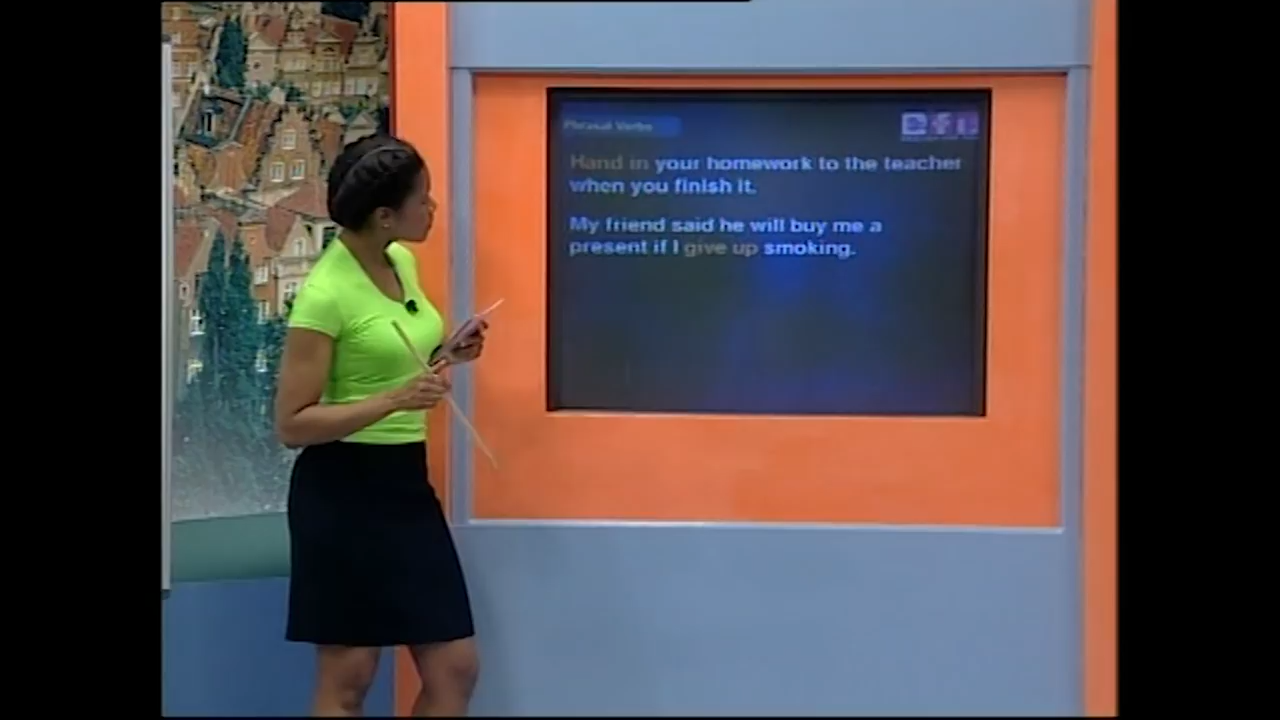 Phrasal Verbs
Hand in your homework to the teacher
when you finish it.
My friend said he will buy me a
present if I give up smoking.